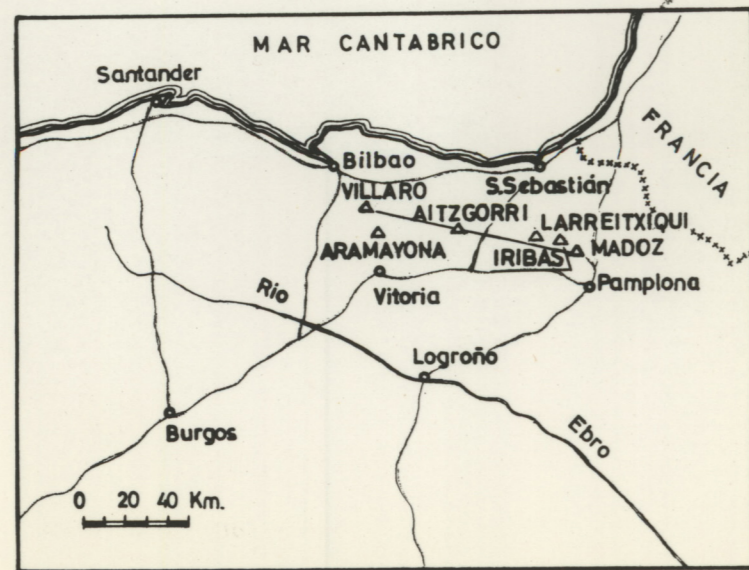 MAR CANTABRICO
Santander
FRANCIA
Bilbao
S.Sebastián
VILLARO
AITZGORRI
LARREITXIQUI
ARAMAYONA
IRIBAS
MADOZ
Vitoria
Pamplona
Rio
Logroño
Burgos
Ebro
0 20 40 Km.